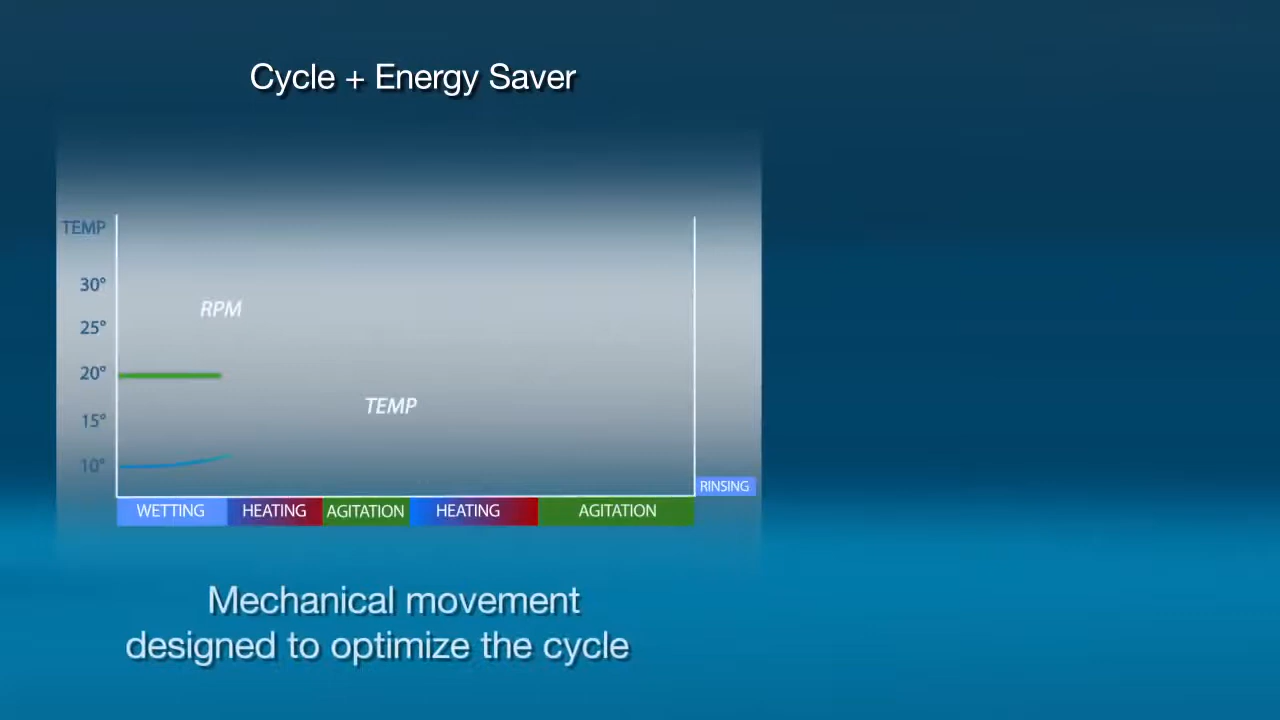 Cycle + Energy Saver
TEMP
30°
RPM
25°
20°
TEMP
15°
10°
RINSING
WETTING HEATING AGITATION HEATING AGITATION
Mechanical movement
designed to optimize the cycle